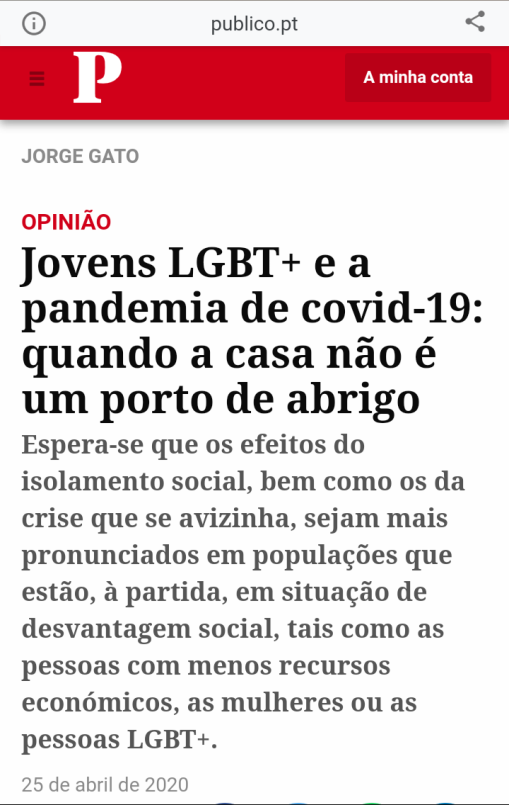 publico.pt
P
A minha conta
JORGE GATO
OPINIÃO
Jovens LGBT+ e a
pandemia de covid-19:
quando a casa não é
um porto de abrigo
Espera-se que os efeitos do
isolamento social, bem como os da
crise que se avizinha, sejam mais
pronunciados em populações que
estão, à partida, em situação de
desvantagem social, tais como as
pessoas com menos recursos
económicos, as mulheres ou as
pessoas LGBT+.
25 de abril de 2020